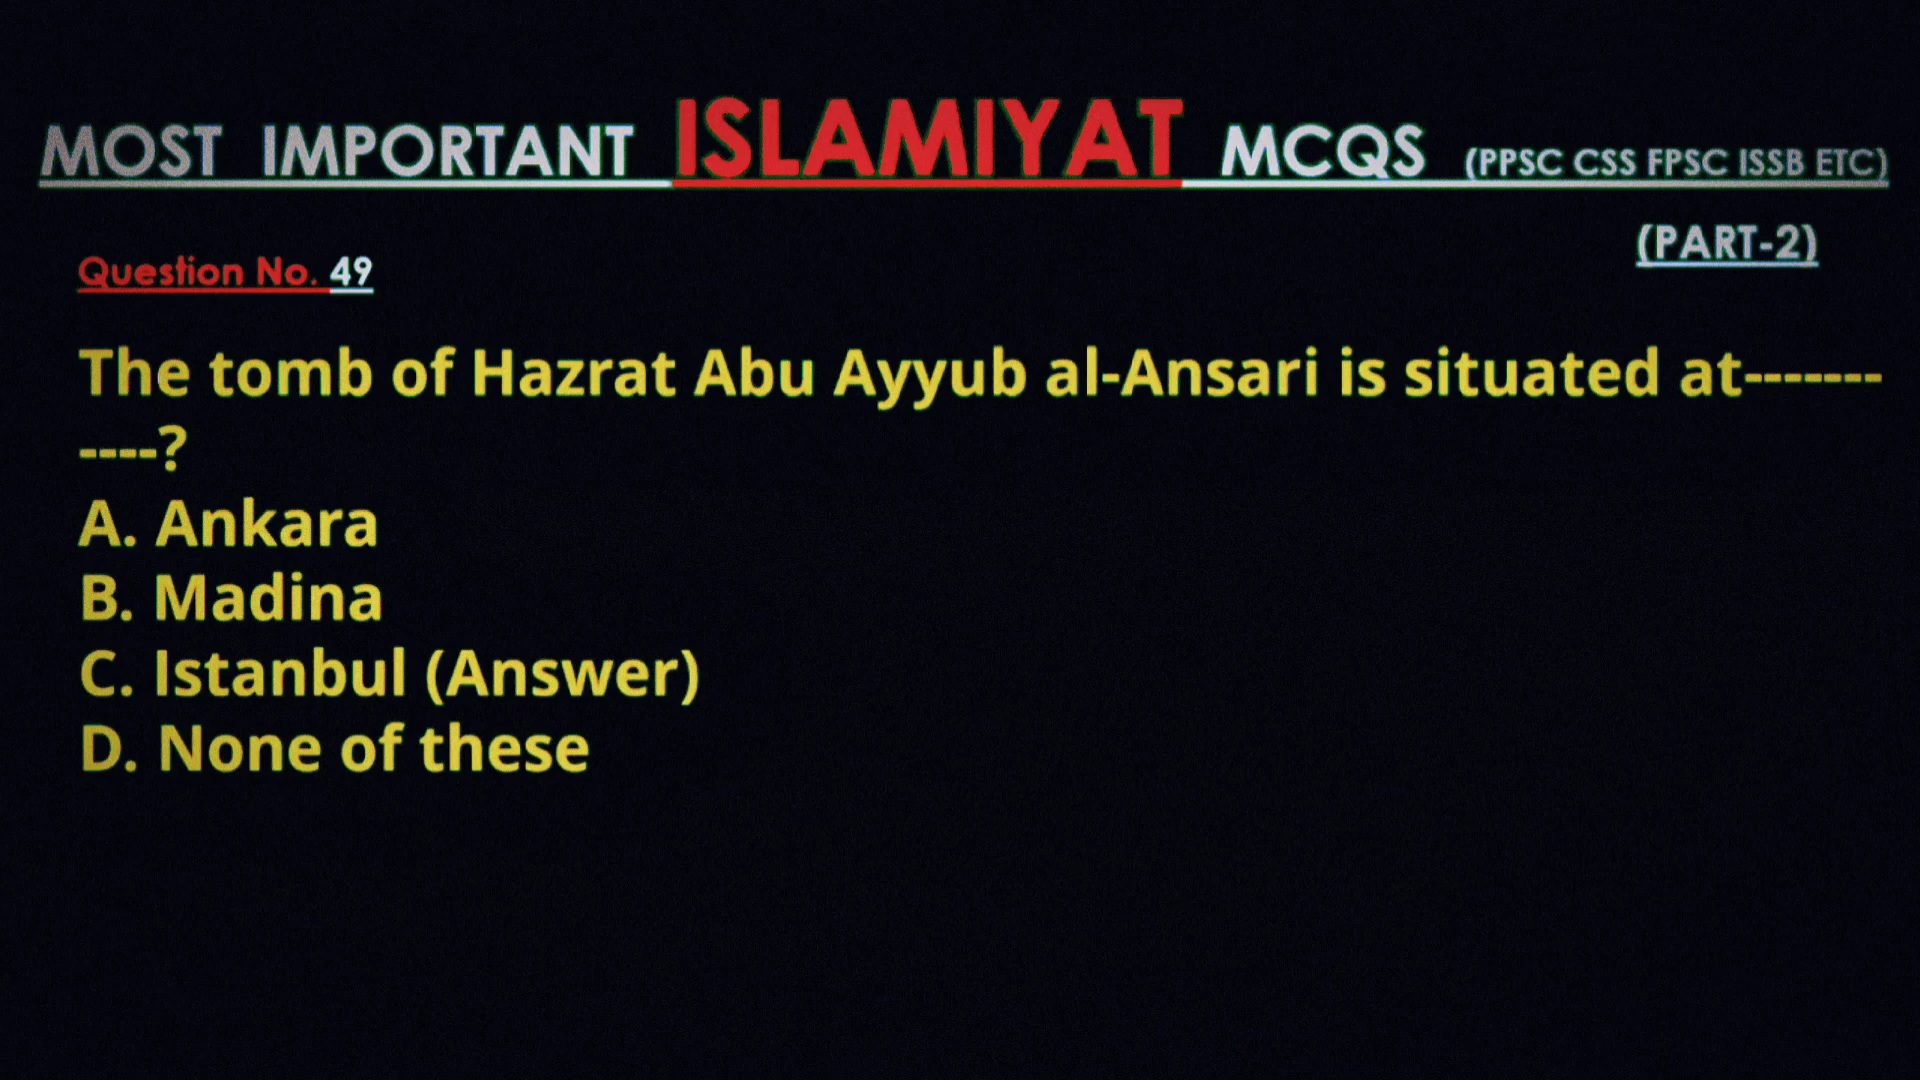 MOST IMPORTANT ISLAMIYAT MCQS (PPSC CSS FPSC ISSB ETC)
(PART-2)
Question No. 49
The tomb of Hazrat Abu Ayyub al-Ansari is situated at-------
----?
A. Ankara
B. Madina
C. Istanbul (Answer)
D. None of these